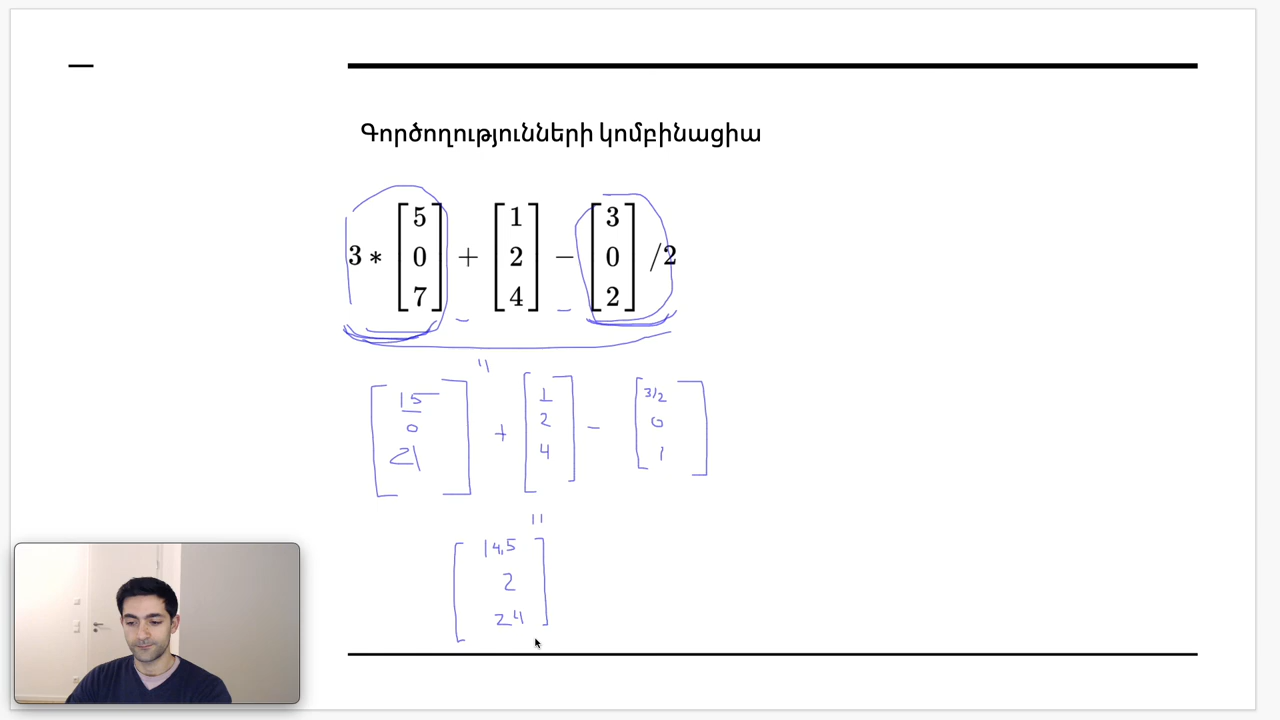 Գործողությունների կոմբինացիա
3 * [5 0 7] + [1 2 4] − [3 0 2] /2
[15 0 21] + [1 2 4] - [3/2 0 1]
[14,5 2 24]